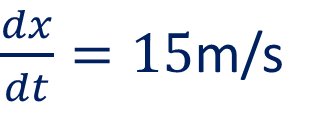 dx/dt = 15m/s